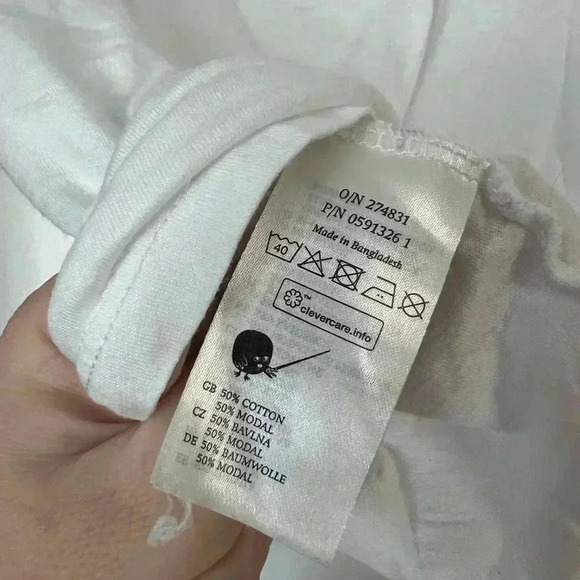 O/N 274831
P/N 0591326 1
Made in Bangladesh
40
™
clevercare.info
GB 50% COTTON
50% MODAL
CZ 50% BAVLNA
50% MODAL
DE 50% BAUMWOLLE
50% MODAL